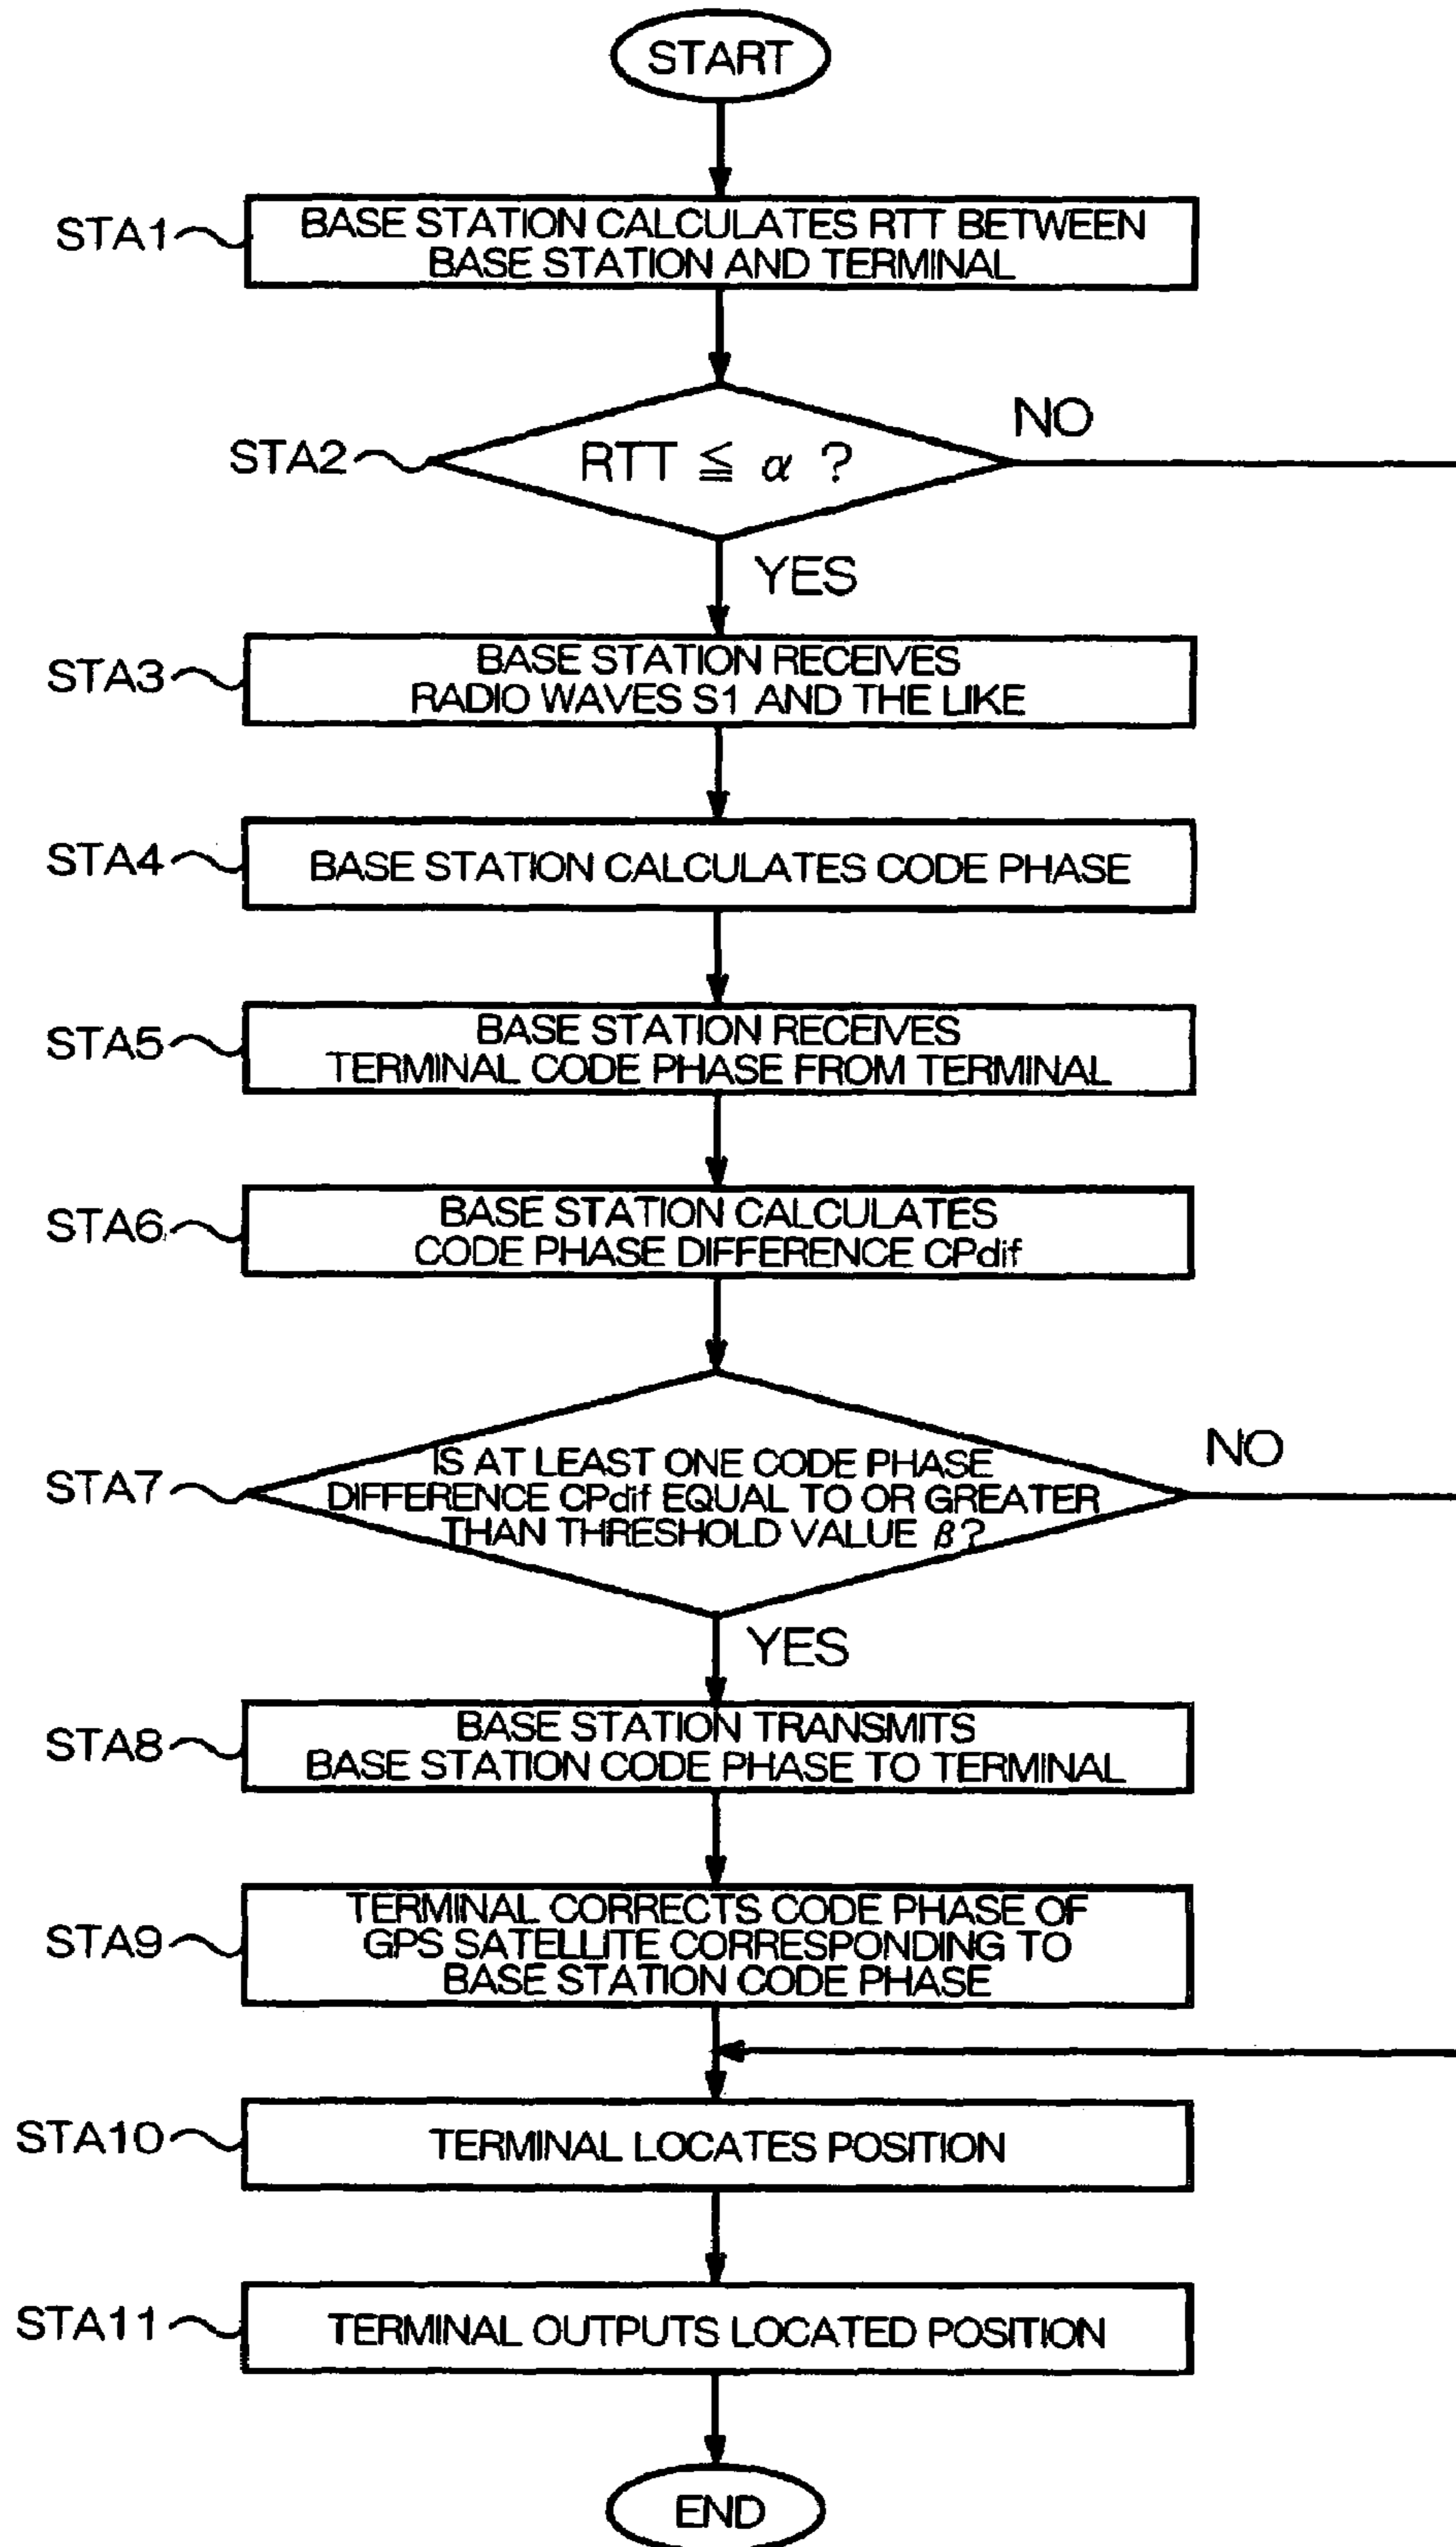 START
STA1
BASE STATION CALCULATES RTT BETWEEN
BASE STATION AND TERMINAL
STA2
RTT ≦ α ?
NO
YES
STA3
BASE STATION RECEIVES
RADIO WAVES S1 AND THE LIKE
STA4
BASE STATION CALCULATES CODE PHASE
STA5
BASE STATION RECEIVES
TERMINAL CODE PHASE FROM TERMINAL
STA6
BASE STATION CALCULATES
CODE PHASE DIFFERENCE CPdif
STA7
IS AT LEAST ONE CODE PHASE
DIFFERENCE CPdif EQUAL TO OR GREATER
THAN THRESHOLD VALUE β?
NO
YES
STA8
BASE STATION TRANSMITS
BASE STATION CODE PHASE TO TERMINAL
STA9
TERMINAL CORRECTS CODE PHASE OF
GPS SATELLITE CORRESPONDING TO
BASE STATION CODE PHASE
STA10
TERMINAL LOCATES POSITION
STA11
TERMINAL OUTPUTS LOCATED POSITION
END